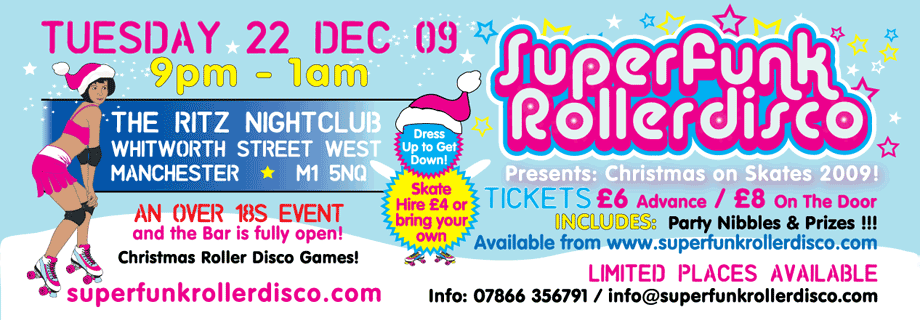 TUESDAY 22 DEC 09
9pm - 1am
THE RITZ NIGHTCLUB
WHITWORTH STREET WEST
MANCHESTER M1 5NQ
AN OVER 18S EVENT
and the Bar is fully open!
Christmas Roller Disco Games!
superfunkrollerdisco.com
Dress
Up to Get
Down!
Skate
Hire £4 or
bring your
own
SuperFunk
Rollerdisco
Presents: Christmas on Skates 2009!
TICKETS £6 Advance / £8 On The Door
INCLUDES: Party Nibbles & Prizes !!!
Available from www.superfunkrollerdisco.com
LIMITED PLACES AVAILABLE
Info: 07866 356791 / info@superfunkrollerdisco.com